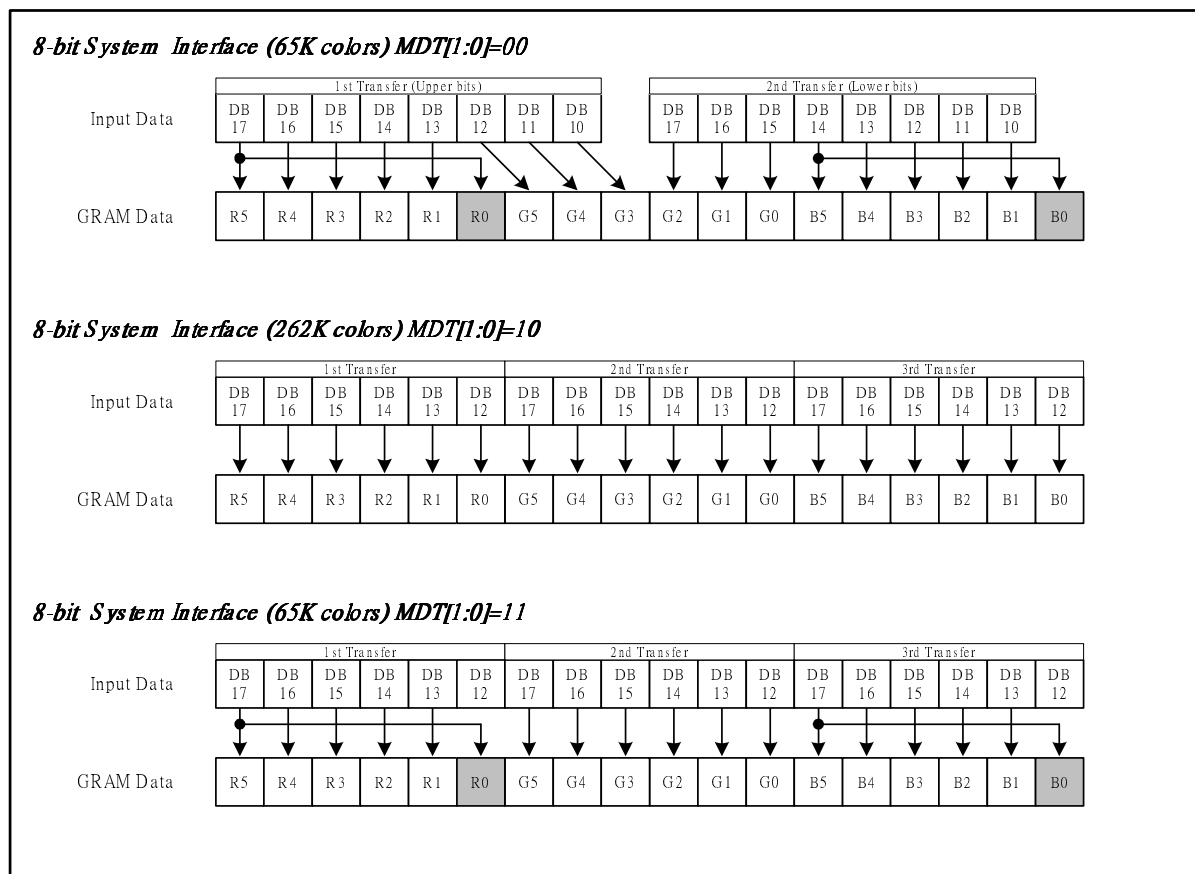 8-bit System Interface (65K colors) MDT[1:0]=00
1st Transfer (Upper bits) 2nd Transfer (Lower bits)
Input Data DB 17 DB 16 DB 15 DB 14 DB 13 DB 12 DB 11 DB 10 DB 17 DB 16 DB 15 DB 14 DB 13 DB 12 DB 11 DB 10
GRAM Data R5 R4 R3 R2 R1 R0 G5 G4 G3 G2 G1 G0 B5 B4 B3 B2 B1 B0
8-bit System Interface (262K colors) MDT[1:0]=10
1st Transfer 2nd Transfer 3rd Transfer
Input Data DB 17 DB 16 DB 15 DB 14 DB 13 DB 12 DB 17 DB 16 DB 15 DB 14 DB 13 DB 12 DB 17 DB 16 DB 15 DB 14 DB 13 DB 12
GRAM Data R5 R4 R3 R2 R1 R0 G5 G4 G3 G2 G1 G0 B5 B4 B3 B2 B1 B0
8-bit System Interface (65K colors) MDT[1:0]=11
1st Transfer 2nd Transfer 3rd Transfer
Input Data DB 17 DB 16 DB 15 DB 14 DB 13 DB 12 DB 17 DB 16 DB 15 DB 14 DB 13 DB 12 DB 17 DB 16 DB 15 DB 14 DB 13 DB 12
GRAM Data R5 R4 R3 R2 R1 R0 G5 G4 G3 G2 G1 G0 B5 B4 B3 B2 B1 B0